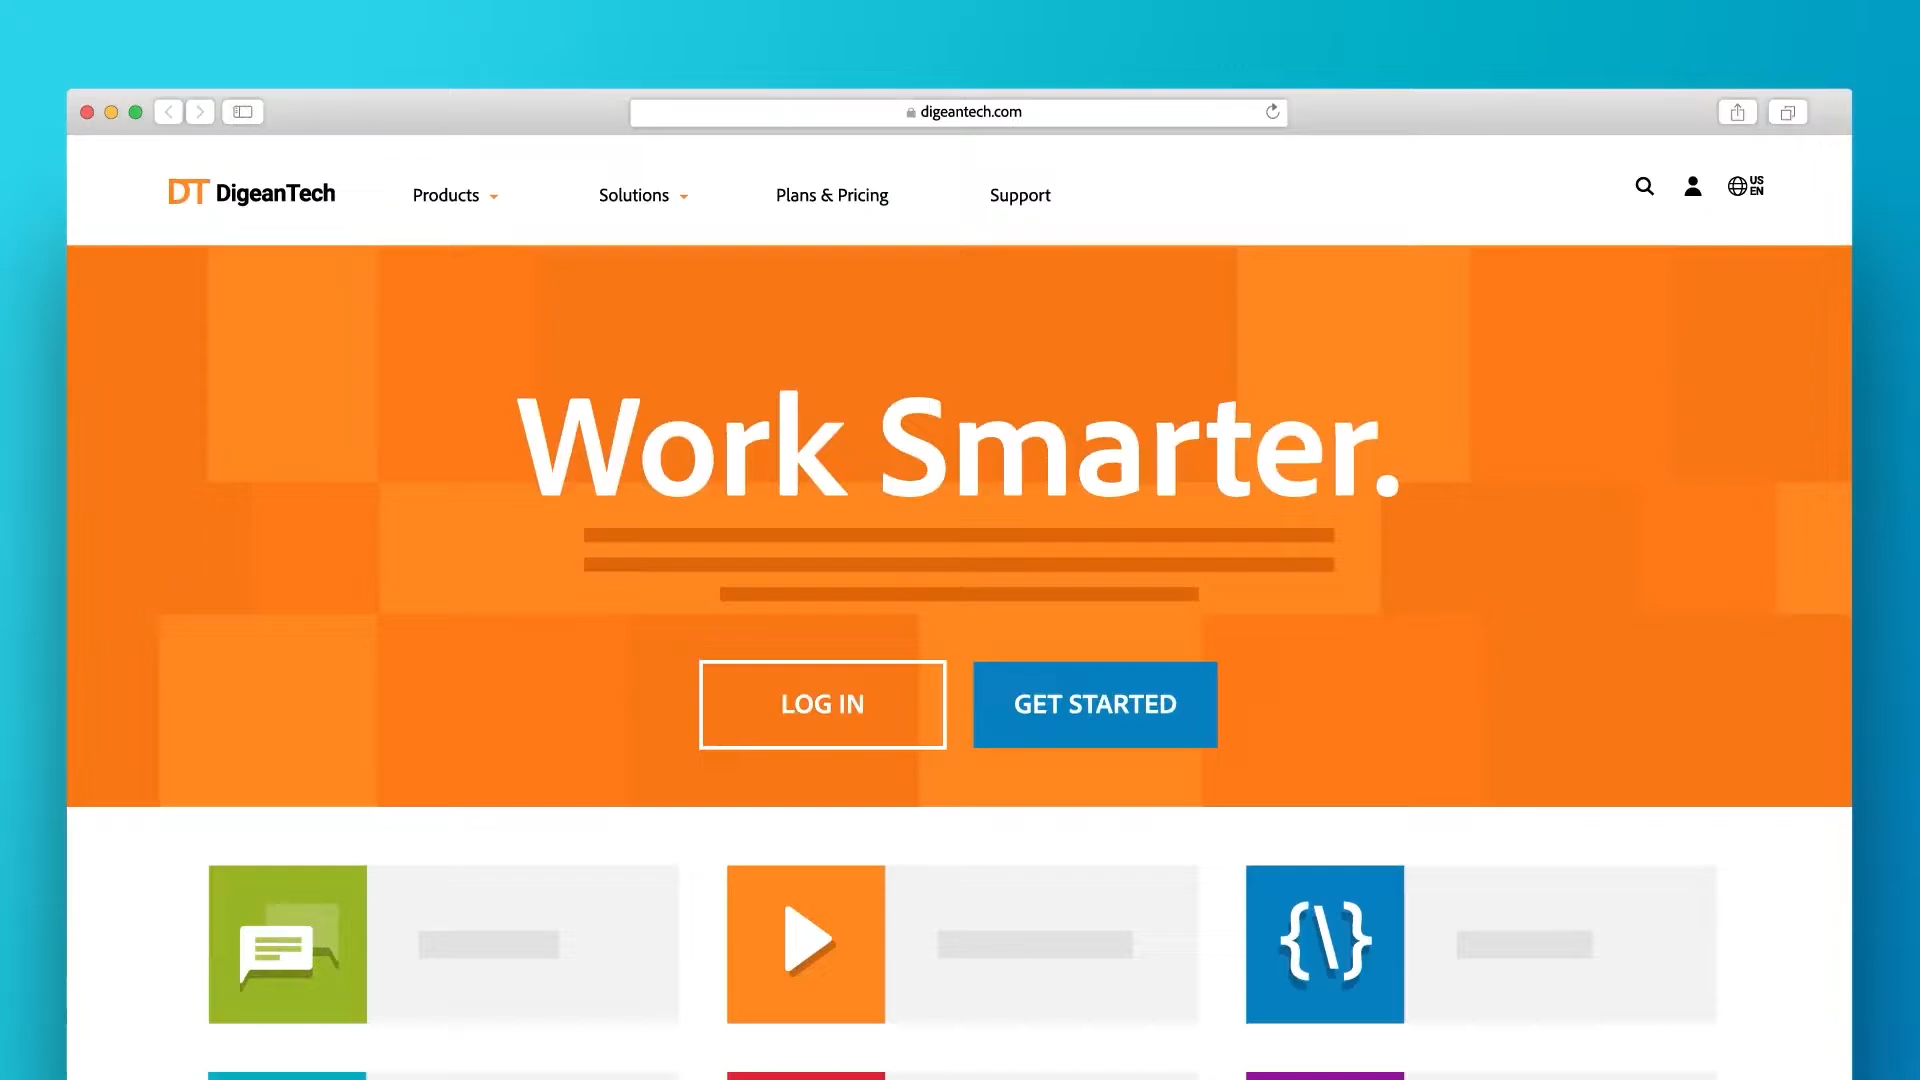 digeantech.com
DT DigeanTech
Products
Solutions
Plans & Pricing
Support
US
EN
Work Smarter.
LOG IN
GET STARTED
{\}